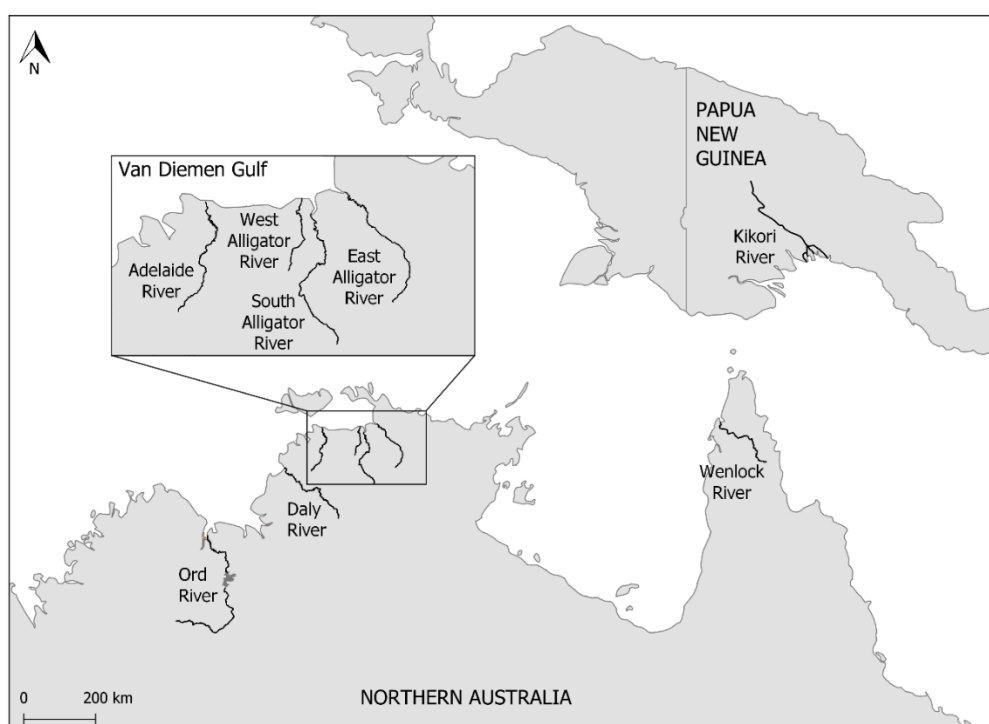 N
PAPUA
NEW
GUINEA
Van Diemen Gulf
West
Alligator
River
Adelaide
River
East
Alligator
River
South
Alligator
River
Kikori
River
Wenlock
River
Daly
River
Ord
River
0 200 km
NORTHERN AUSTRALIA